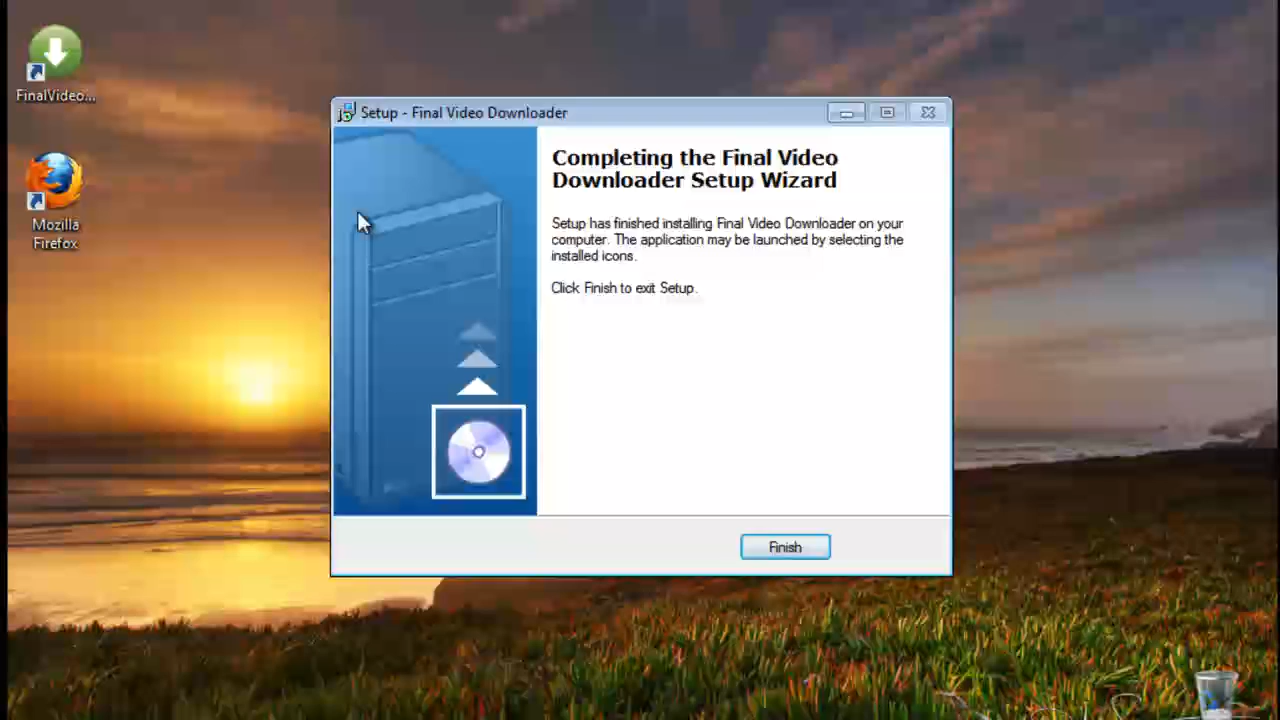 FinalVideo...
Mozilla
Firefox
Setup - Final Video Downloader
Completing the Final Video
Downloader Setup Wizard
Setup has finished installing Final Video Downloader on your
computer. The application may be launched by selecting the
installed icons.
Click Finish to exit Setup.
Finish